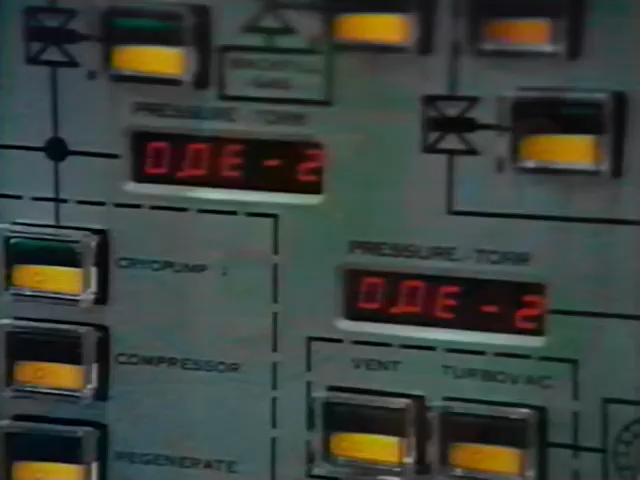 PRESSURE / TORR
0.0E - 2
PRESSURE / TORR
0.0E - 2
CRYOPUMP
VENT
TURBOVAC
COMPRESSOR
REGENERATE